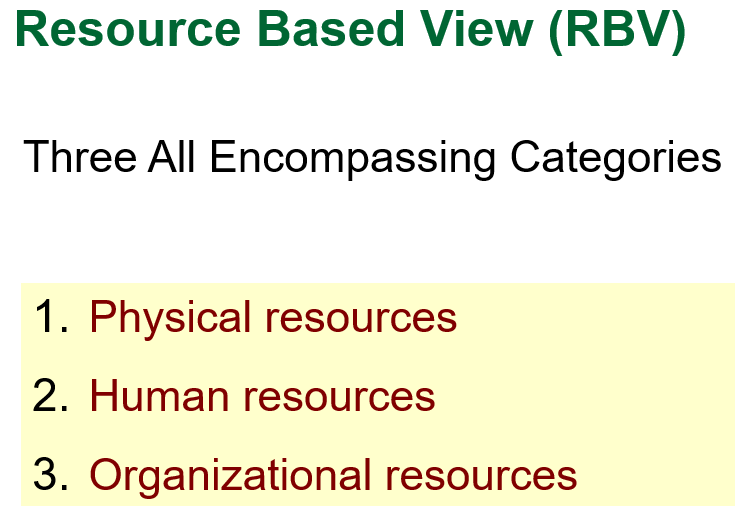 Resource Based View (RBV)
Three All Encompassing Categories
1. Physical resources
2. Human resources
3. Organizational resources